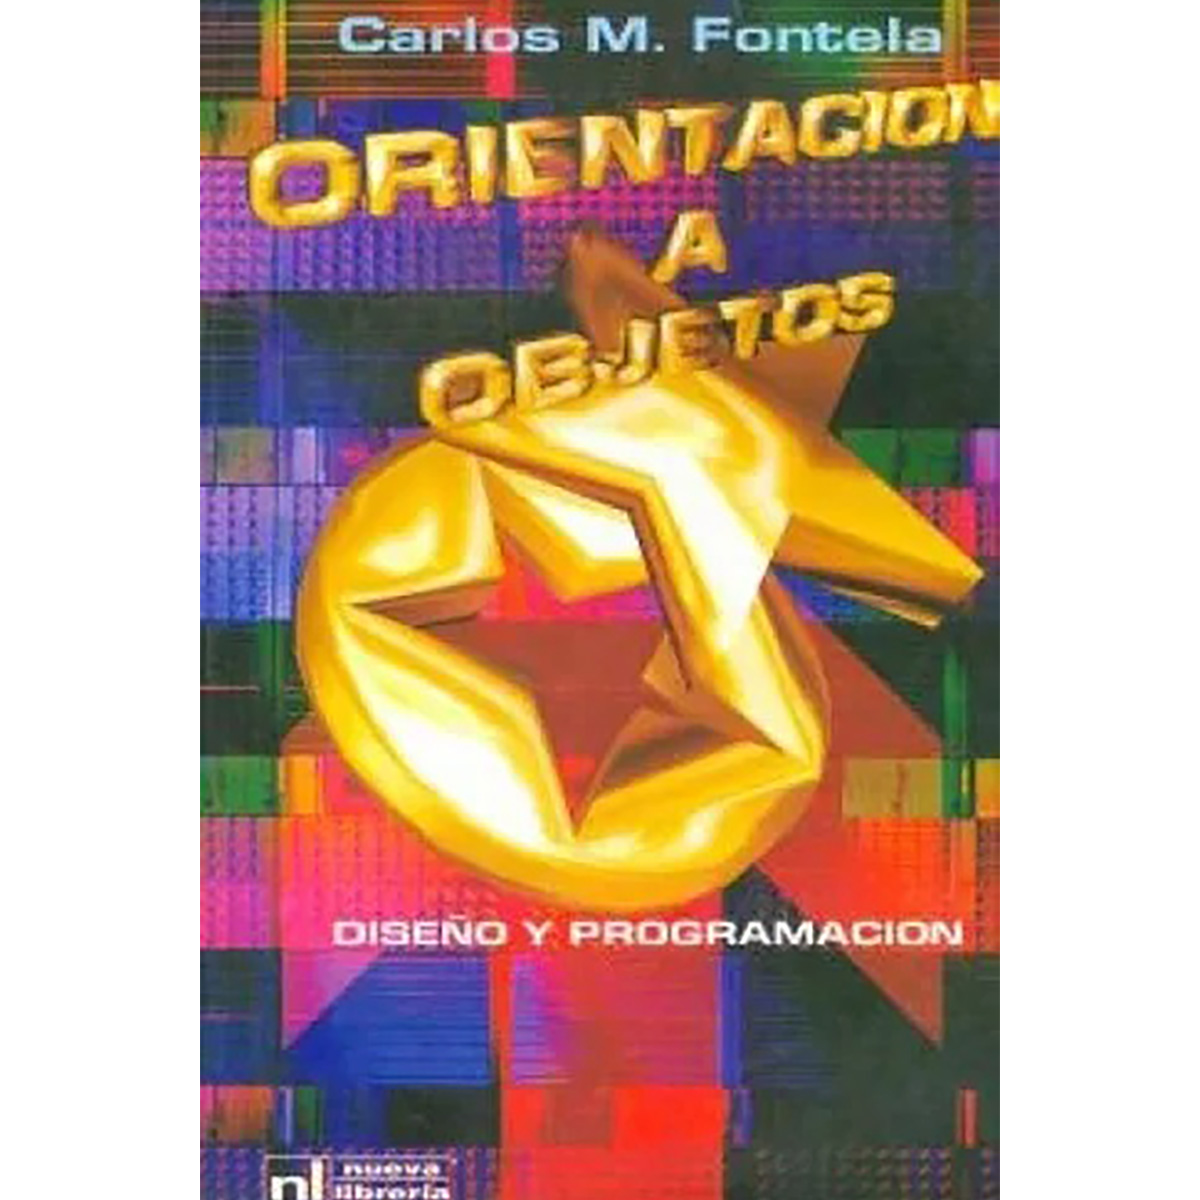 Carlos M. Fontela
ORIENTACION
A
OBJETOS
DISEÑO Y PROGRAMACION
nl nueva
librería